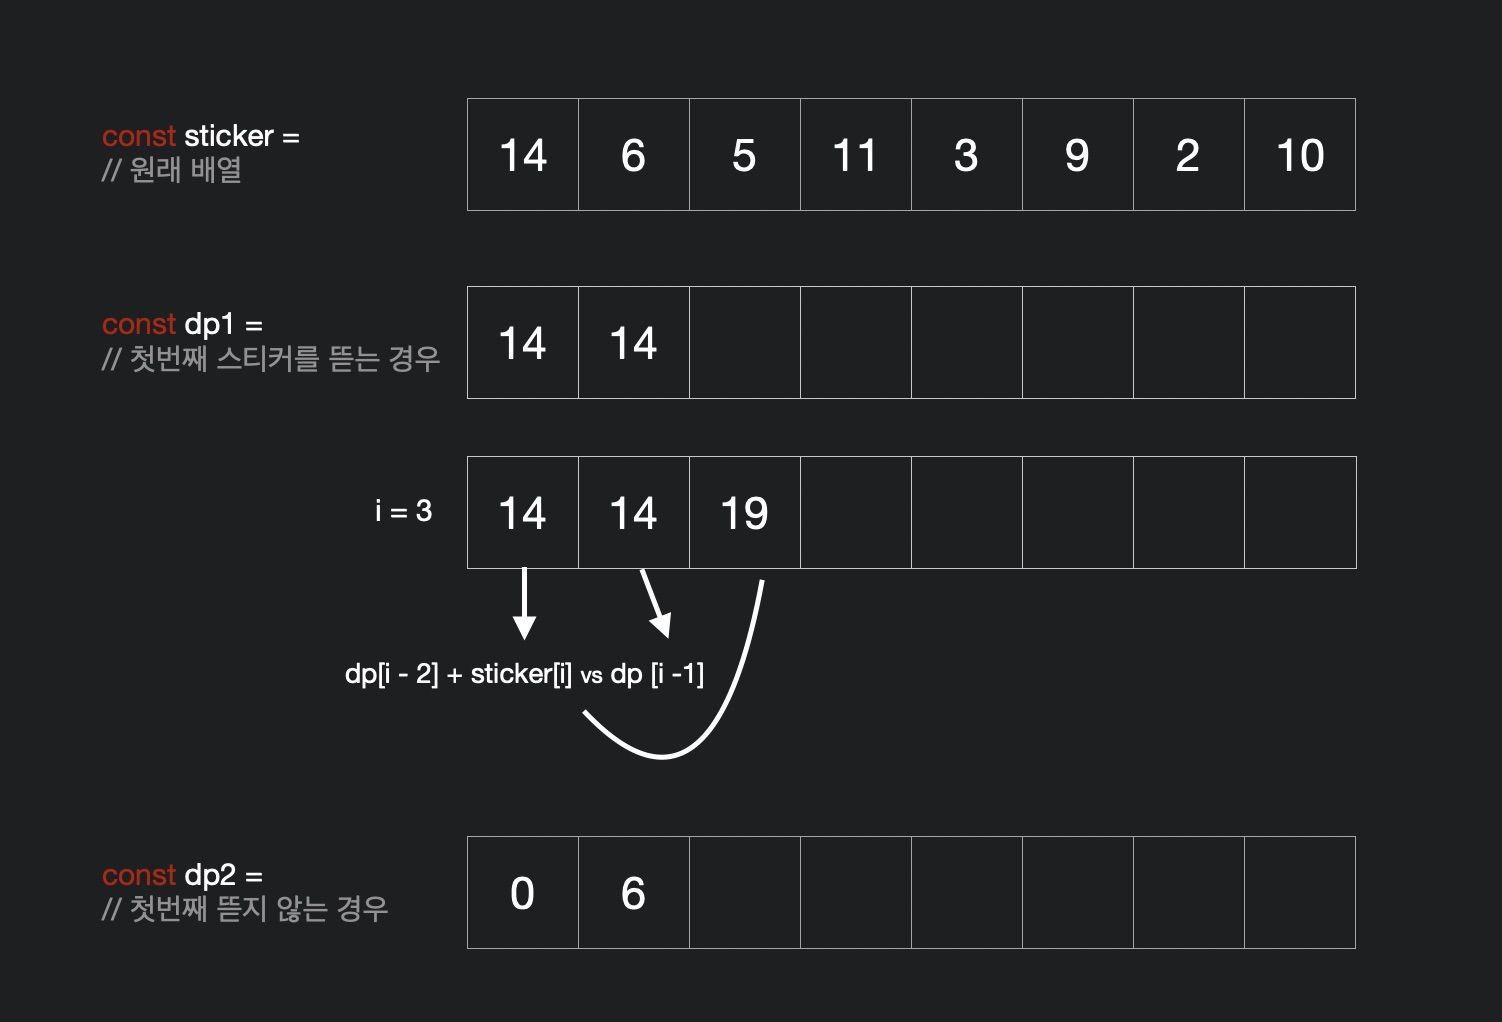 const sticker =
// 원래 배열
14 6 5 11 3 9 2 10
const dp1 =
// 첫번째 스티커를 뜯는 경우
14 14
i = 3
14 14 19
dp[i - 2] + sticker[i] vs dp [i -1]
const dp2 =
// 첫번째 뜯지 않는 경우
0 6